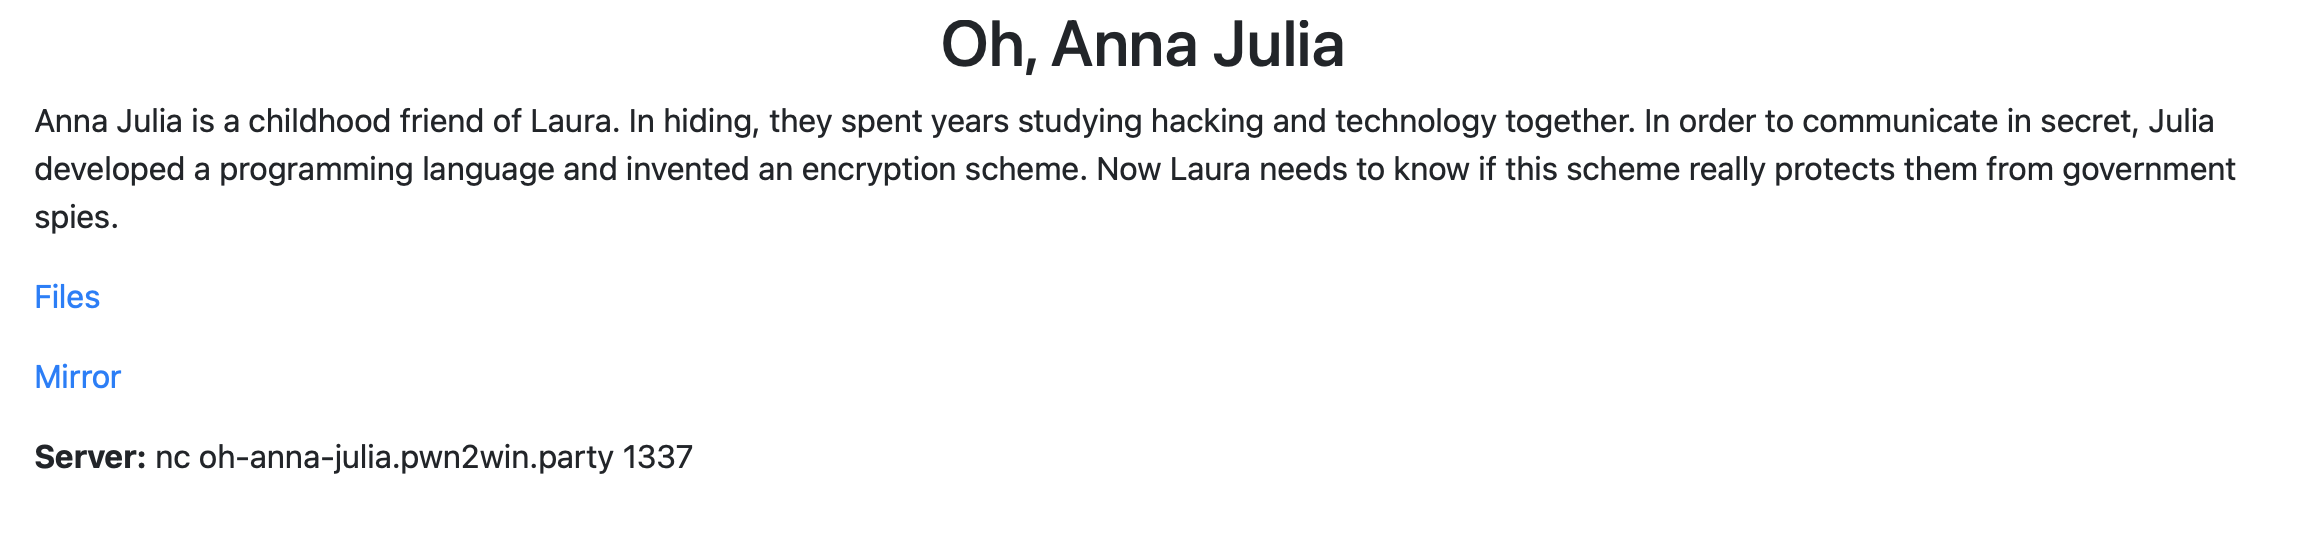 Oh, Anna Julia
Anna Julia is a childhood friend of Laura. In hiding, they spent years studying hacking and technology together. In order to communicate in secret, Julia
developed a programming language and invented an encryption scheme. Now Laura needs to know if this scheme really protects them from government
spies.
Files
Mirror
Server: nc oh-anna-julia.pwn2win.party 1337